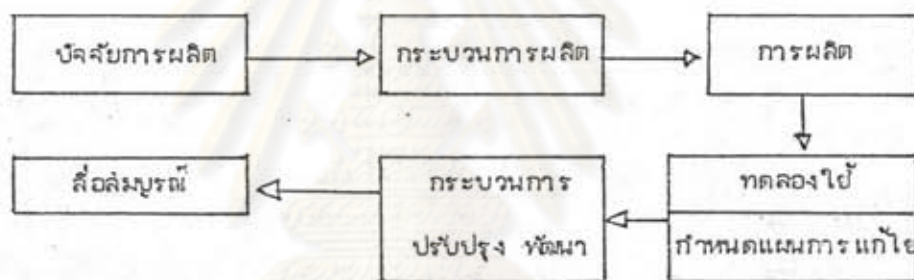 ปัจจัยการผลิต
กระบวนการผลิต
การผลิต
ทดลองใช้
กำหนดแผนการแก้ไข
กระบวนการ
ปรับปรุง พัฒนา
สื่อสมบูรณ์